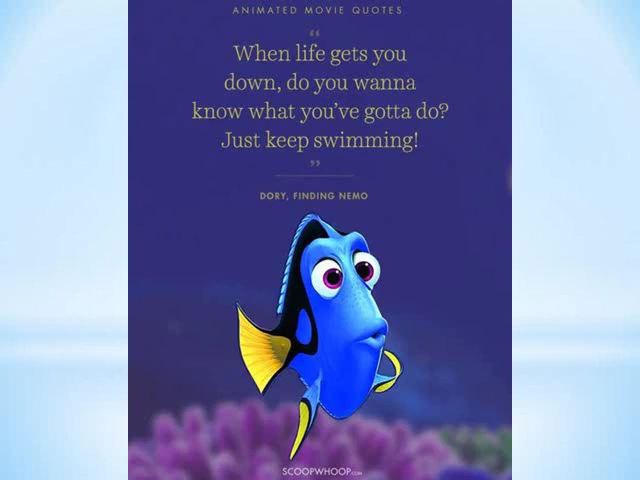 ANIMATED MOVIE QUOTES
“
When life gets you
down, do you wanna
know what you’ve gotta do?
Just keep swimming!
”
DORY, FINDING NEMO
SCOOPWHOOP.COM